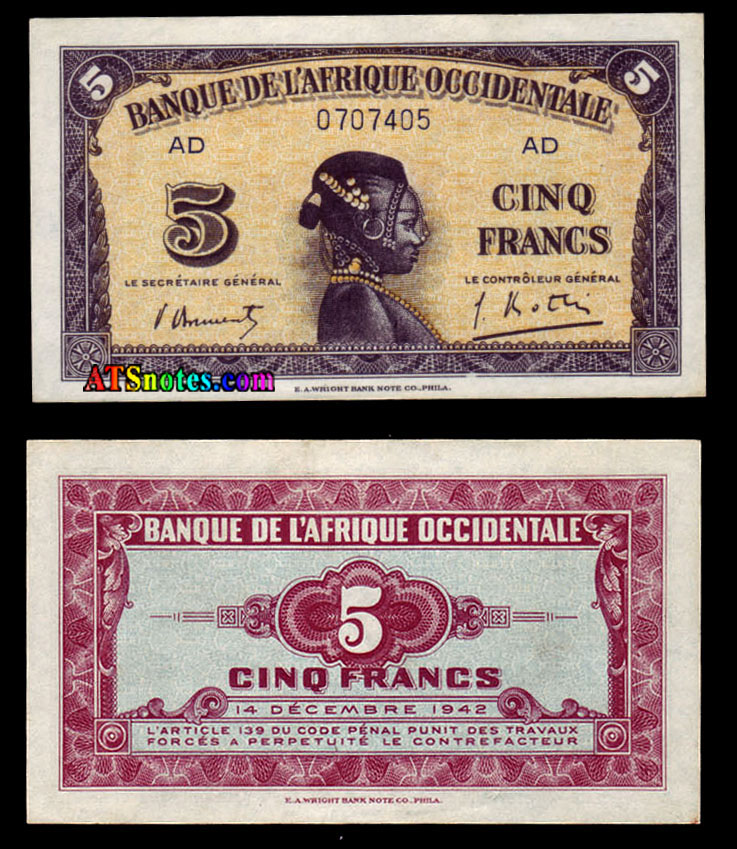 5 5
BANQUE DE L'AFRIQUE OCCIDENTALE
0707405
AD AD
5
CINQ
FRANCS
LE SECRÉTAIRE GÉNÉRAL
LE CONTRÔLEUR GÉNÉRAL
ATSnotes.com
E.A.WRIGHT BANK NOTE CO., PHILA.
BANQUE DE L'AFRIQUE OCCIDENTALE
5
CINQ FRANCS
14 DÉCEMBRE 1942
L'ARTICLE 139 DU CODE PÉNAL PUNIT DES TRAVAUX
FORCÉS A PERPETUITÉ LE CONTREFACTEUR
E.A.WRIGHT BANK NOTE CO., PHILA.